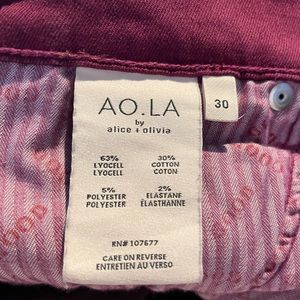 AO.LA
by
alice + olivia
30
63% 30%
LYOCELL COTTON
LYOCELL COTON
5% 2%
POLYESTER ELASTANE
POLYESTER ÉLASTHANNE
RN# 107677
CARE ON REVERSE
ENTRETIEN AU VERSO